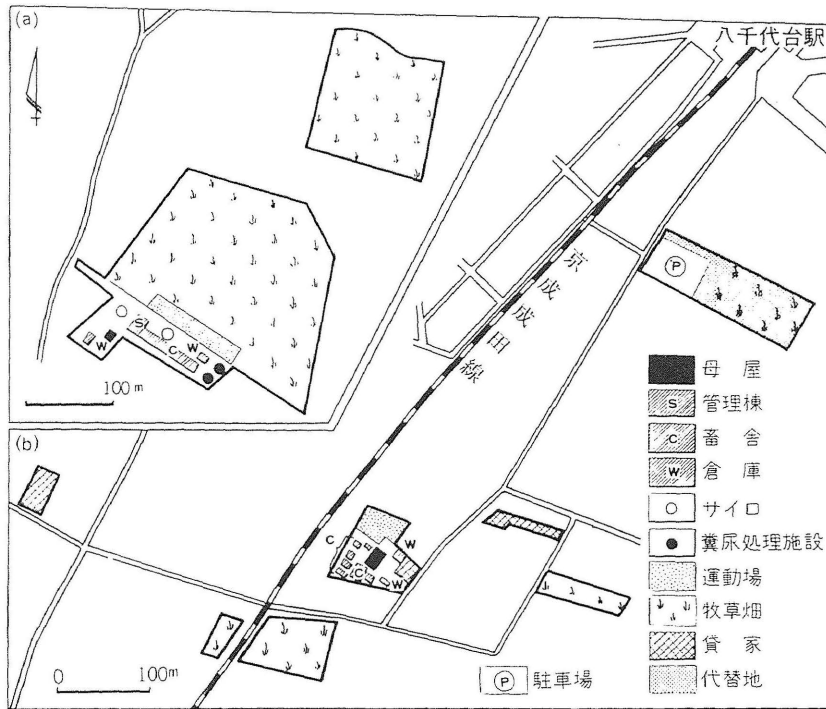 (a)
八千代台駅
京成成田線
P
S
W
C
W
100m
(b)
C
W
C
W
0 100m
母屋
S 管理棟
C 畜舎
W 倉庫
サイロ
糞尿処理施設
運動場
牧草畑
貸家
P 駐車場
代替地